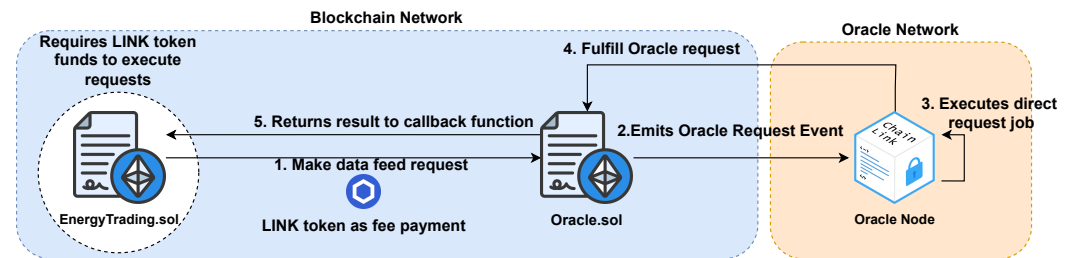 Blockchain Network
Oracle Network
Requires LINK token
funds to execute
requests
4. Fulfill Oracle request
3. Executes direct
request job
5. Returns result to callback function
2.Emits Oracle Request Event
1. Make data feed request
Chain
Link
EnergyTrading.sol
LINK token as fee payment
Oracle.sol
Oracle Node